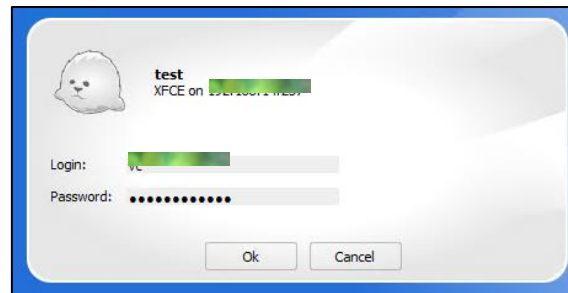 test
XFCE on
Login:
Password: ●●●●●●●●●●●●
Ok Cancel